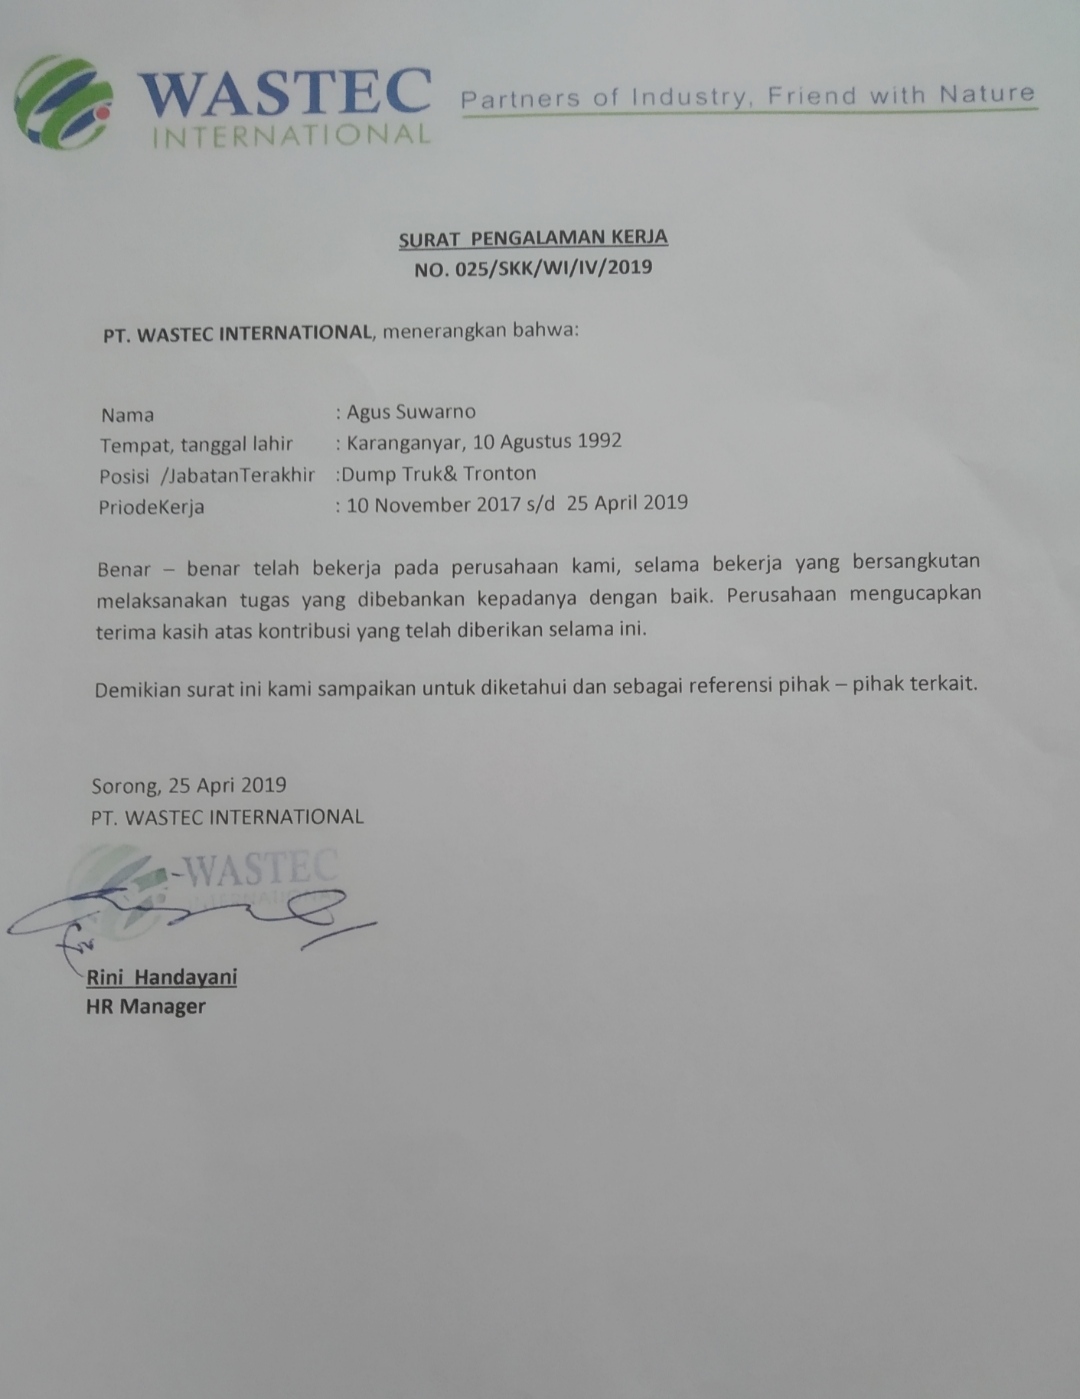 WASTEC
INTERNATIONAL
Partners of Industry, Friend with Nature
SURAT PENGALAMAN KERJA
NO. 025/SKK/WI/IV/2019
PT. WASTEC INTERNATIONAL, menerangkan bahwa:
Nama : Agus Suwarno
Tempat, tanggal lahir : Karanganyar, 10 Agustus 1992
Posisi /JabatanTerakhir :Dump Truk& Tronton
PriodeKerja : 10 November 2017 s/d 25 April 2019
Benar – benar telah bekerja pada perusahaan kami, selama bekerja yang bersangkutan
melaksanakan tugas yang dibebankan kepadanya dengan baik. Perusahaan mengucapkan
terima kasih atas kontribusi yang telah diberikan selama ini.
Demikian surat ini kami sampaikan untuk diketahui dan sebagai referensi pihak – pihak terkait.
Sorong, 25 Apri 2019
PT. WASTEC INTERNATIONAL
WASTEC
INTERNATIONAL
Rini Handayani
HR Manager